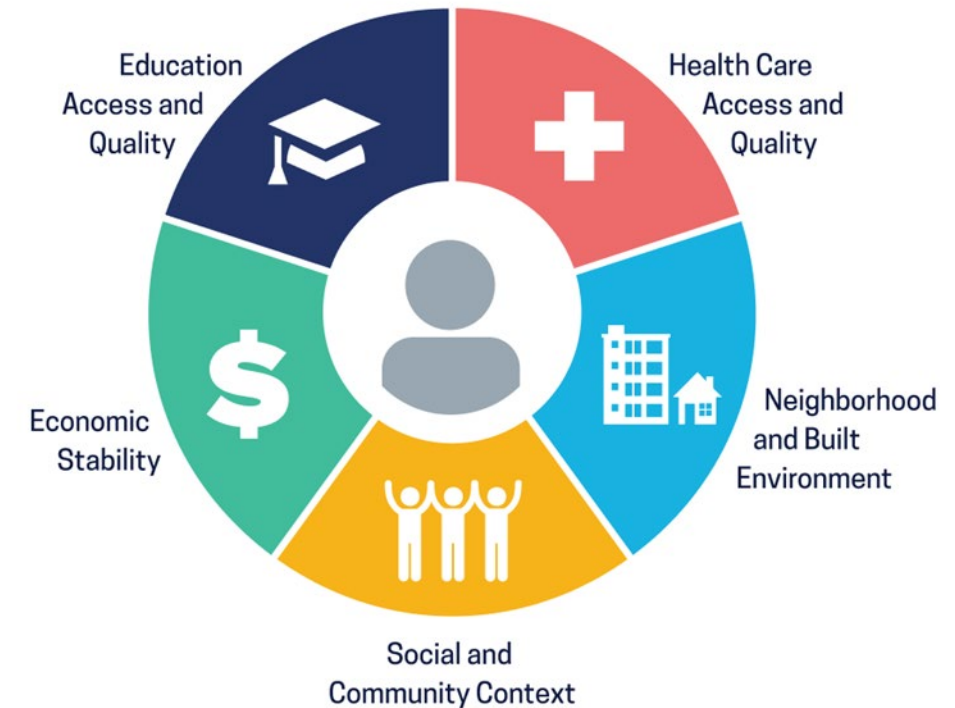 Education
Access and
Quality
Health Care
Access and
Quality
Economic
Stability
Neighborhood
and Built
Environment
Social and
Community Context